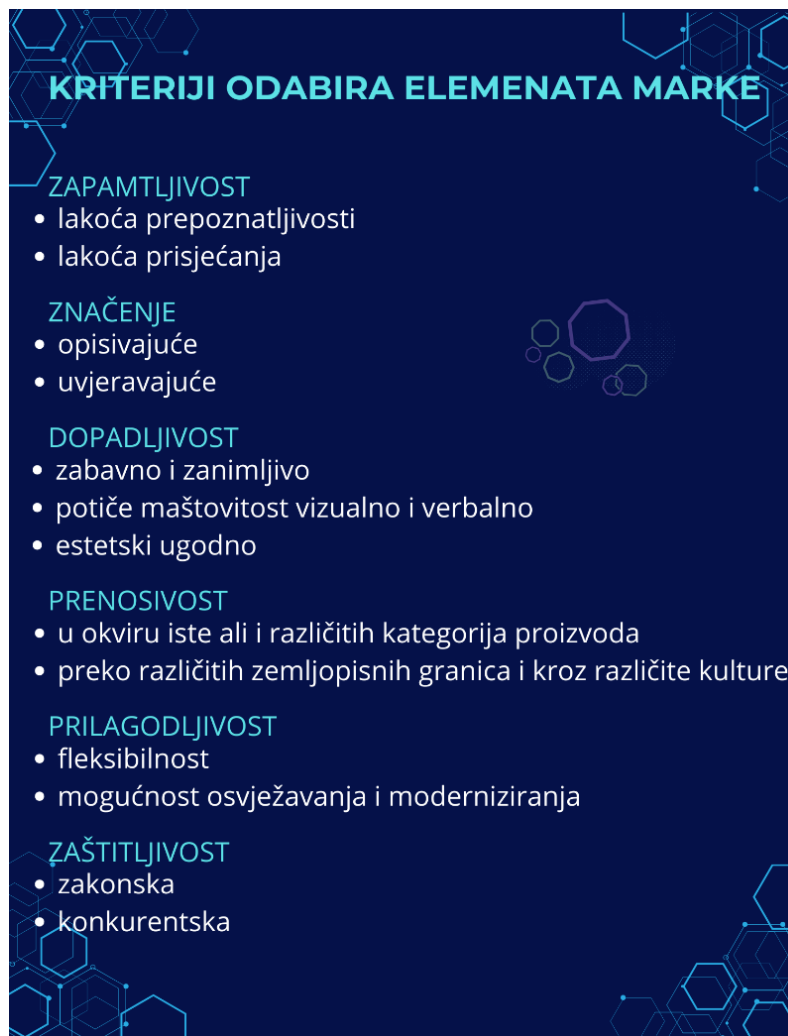 KRITERIJI ODABIRA ELEMENATA MARKE
ZAPAMTLJIVOST
• lakoća prepoznatljivosti
• lakoća prisjećanja
ZNAČENJE
• opisivajuće
• uvjeravajuće
DOPADLJIVOST
• zabavno i zanimljivo
• potiče maštovitost vizualno i verbalno
• estetski ugodno
PRENOSIVOST
• u okviru iste ali i različitih kategorija proizvoda
• preko različitih zemljopisnih granica i kroz različite kulture
PRILAGODLJIVOST
• fleksibilnost
• mogućnost osvježavanja i moderniziranja
ZAŠTITLJIVOST
• zakonska
• konkurentska